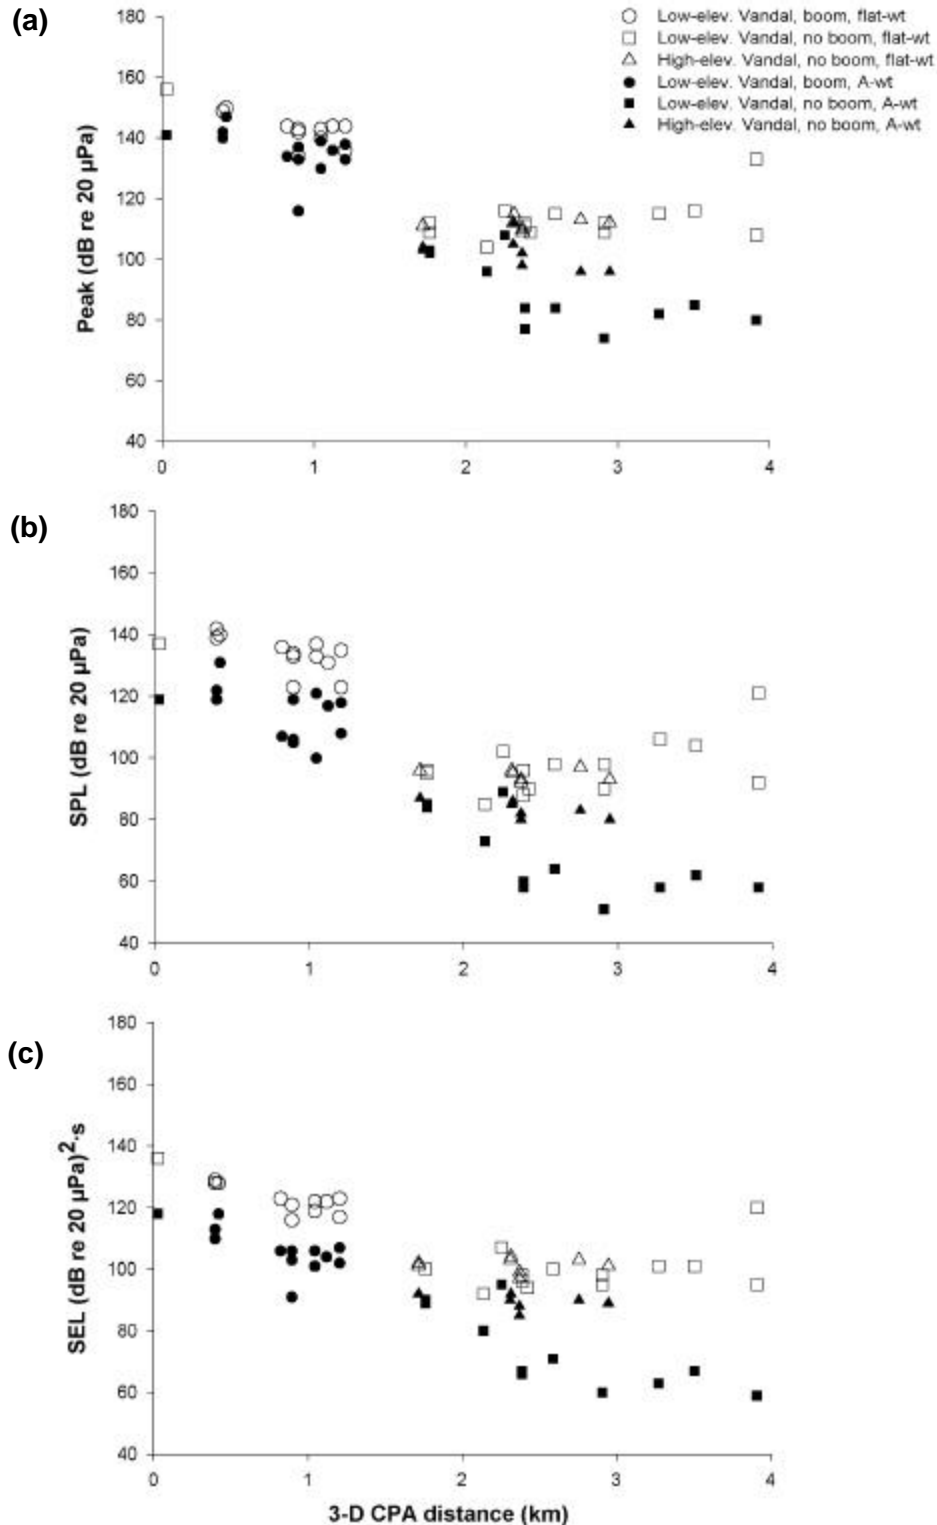 (a)
Low-elev. Vandal, boom, flat-wt
Low-elev. Vandal, no boom, flat-wt
High-elev. Vandal, no boom, flat-wt
Low-elev. Vandal, boom, A-wt
Low-elev. Vandal, no boom, A-wt
High-elev. Vandal, no boom, A-wt
Peak (dB re 20 µPa)
180
160
140
120
100
80
60
40
0 1 2 3 4
(b)
SPL (dB re 20 µPa)
180
160
140
120
100
80
60
40
0 1 2 3 4
(c)
SEL (dB re 20 µPa)²·s
180
160
140
120
100
80
60
40
0 1 2 3 4
3-D CPA distance (km)